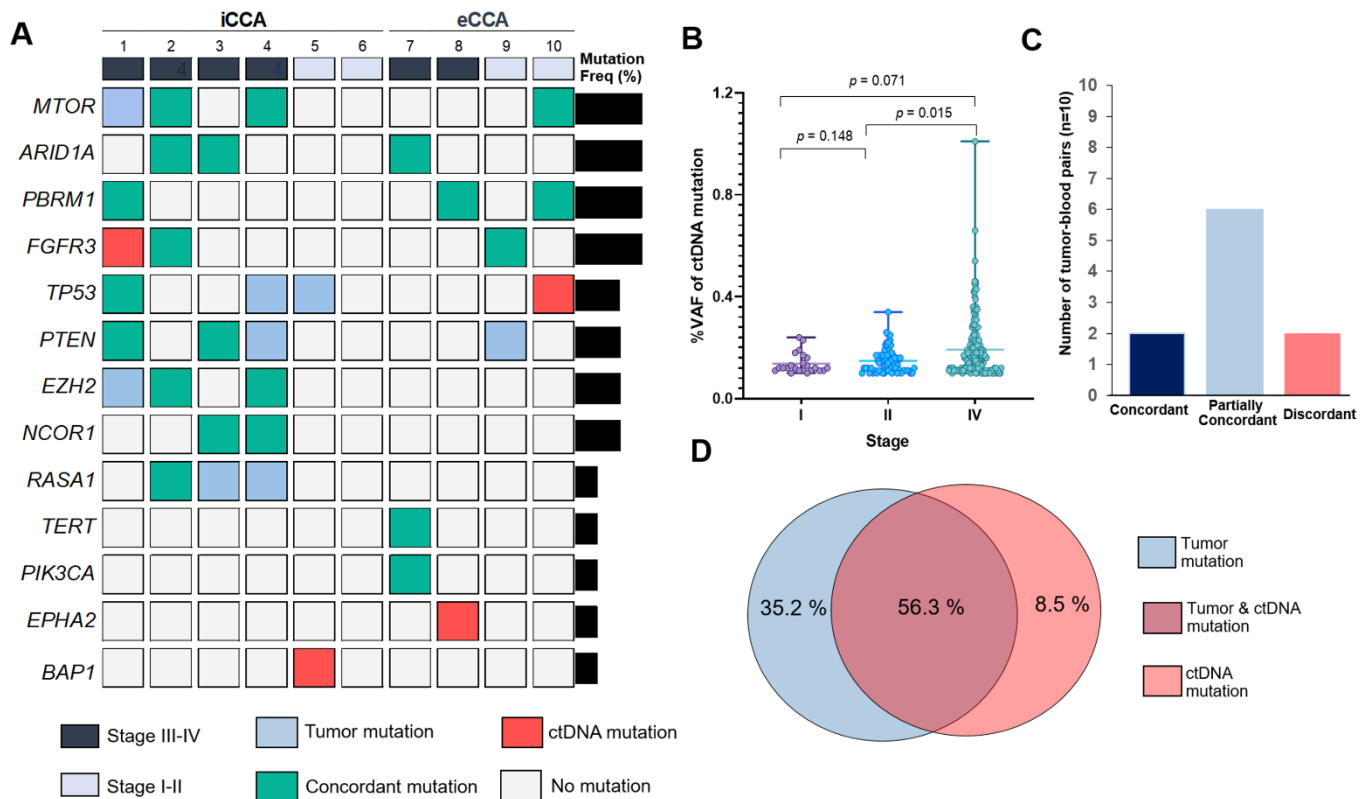 A
iCCA
eCCA
1 2 3 4 5 6 7 8 9 10
4 4
Mutation
Freq (%)
MTOR
ARID1A
PBRM1
FGFR3
TP53
PTEN
EZH2
NCOR1
RASA1
TERT
PIK3CA
EPHA2
BAP1
Stage III-IV
Tumor mutation
ctDNA mutation
Stage I-II
Concordant mutation
No mutation
B
p = 0.071
p = 0.148
p = 0.015
%VAF of ctDNA mutation
1.2
0.8
0.4
0.0
I II IV
Stage
C
Number of tumor-blood pairs (n=10)
10
9
8
7
6
5
4
3
2
1
0
Concordant
Partially
Concordant
Discordant
D
35.2 %
56.3 %
8.5 %
Tumor
mutation
Tumor & ctDNA
mutation
ctDNA
mutation